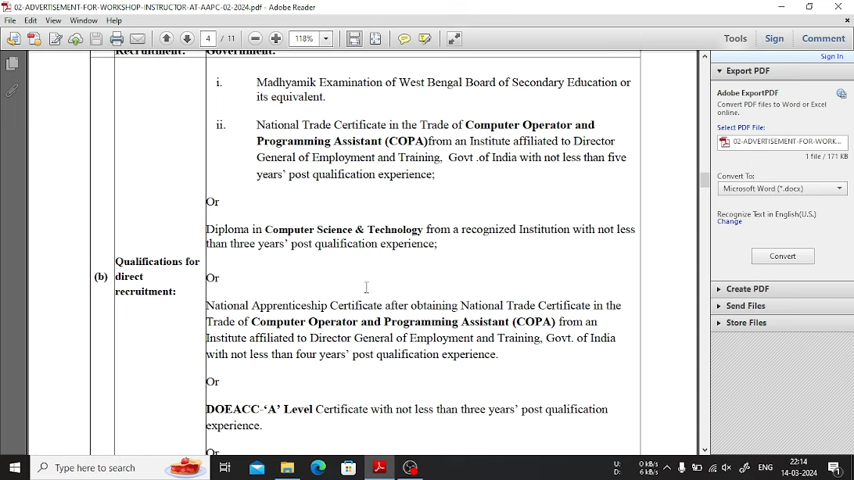 02-ADVERTISEMENT-FOR-WORKSHOP-INSTRUCTOR-AT-AAPC-02-2024.pdf - Adobe Reader
File Edit View Window Help
4 / 11 118% Tools Sign Comment
Recruitment: Government:
i. Madhyamik Examination of West Bengal Board of Secondary Education or
its equivalent.
ii. National Trade Certificate in the Trade of Computer Operator and
Programming Assistant (COPA)from an Institute affiliated to Director
General of Employment and Training, Govt .of India with not less than five
years’ post qualification experience;
Or
Diploma in Computer Science & Technology from a recognized Institution with not less
than three years’ post qualification experience;
(b) Qualifications for
direct
recruitment:
Or
National Apprenticeship Certificate after obtaining National Trade Certificate in the
Trade of Computer Operator and Programming Assistant (COPA) from an
Institute affiliated to Director General of Employment and Training, Govt. of India
with not less than four years’ post qualification experience.
Or
DOEACC-‘A’ Level Certificate with not less than three years’ post qualification
experience.
Or
Sign In
Export PDF
Adobe ExportPDF
Convert PDF files to Word or Excel
online.
Select PDF File:
02-ADVERTISEMENT-FOR-WORK...
1 file / 171 KB
Convert To:
Microsoft Word (*.docx)
Recognize Text in English(U.S.)
Change
Convert
Create PDF
Send Files
Store Files
Type here to search
U: 0 kB/s
D: 6 kB/s
ENG
22:14
14-03-2024